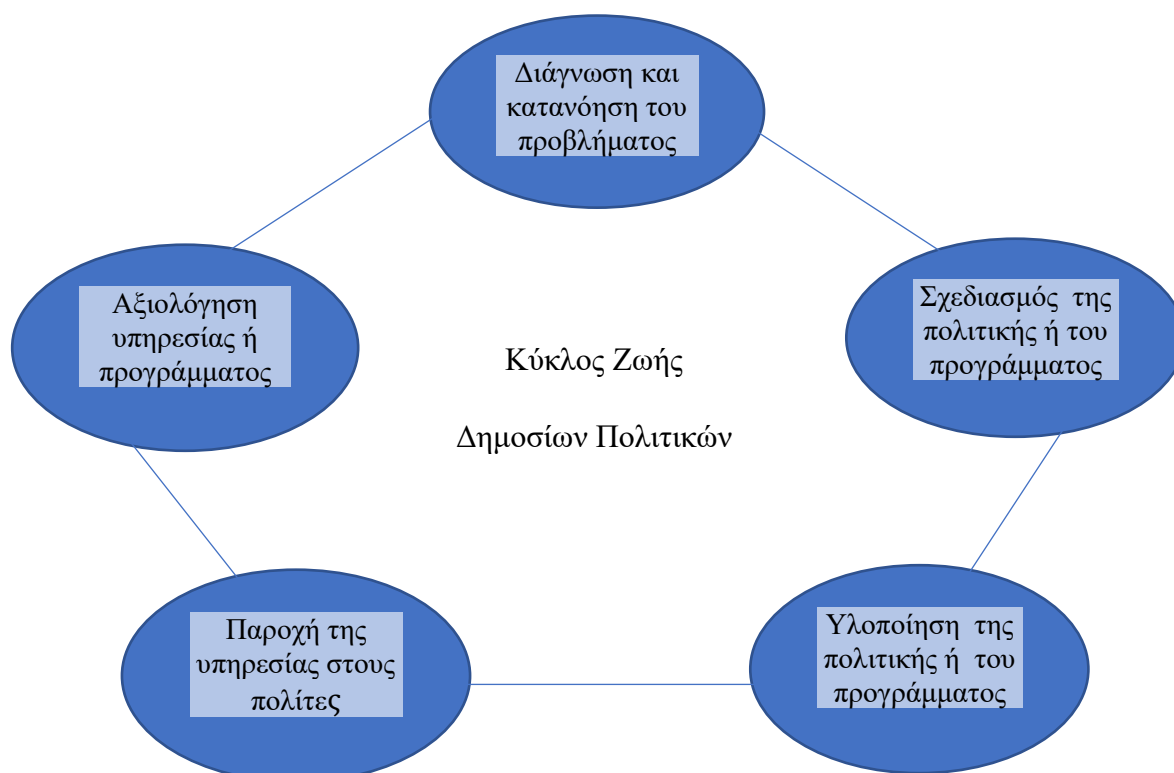 Διάγνωση και
κατανόηση του
προβλήματος
Σχεδιασμός της
πολιτικής ή του
προγράμματος
Υλοποίηση της
πολιτικής ή του
προγράμματος
Παροχή της
υπηρεσίας στους
πολίτες
Αξιολόγηση
υπηρεσίας ή
προγράμματος
Κύκλος Ζωής
Δημοσίων Πολιτικών